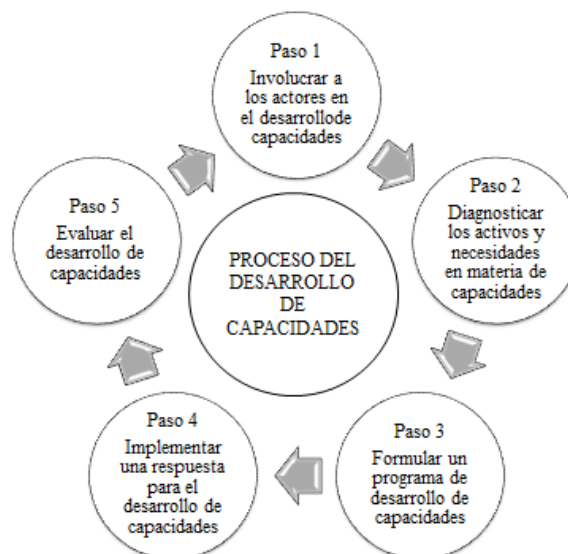 Paso 1
Involucrar a
los actores en
el desarrollode
capacidades
Paso 2
Diagnosticar
los activos y
necesidades
en materia de
capacidades
Paso 3
Formular un
programa de
desarrollo de
capacidades
Paso 4
Implementar
una respuesta
para el
desarrollo de
capacidades
Paso 5
Evaluar el
desarrollo de
capacidades
PROCESO DEL
DESARROLLO
DE
CAPACIDADES